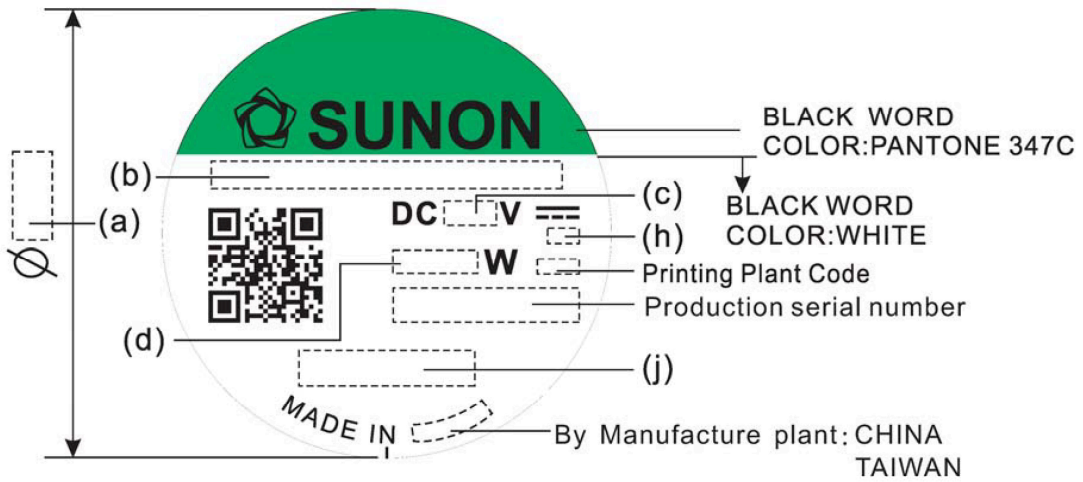 SUNON
BLACK WORD
COLOR:PANTONE 347C
(b)
(a)
Ø
DC V
(c)
BLACK WORD
COLOR:WHITE
(h)
W
Printing Plant Code
Production serial number
(d)
(j)
MADE IN
By Manufacture plant: CHINA
TAIWAN